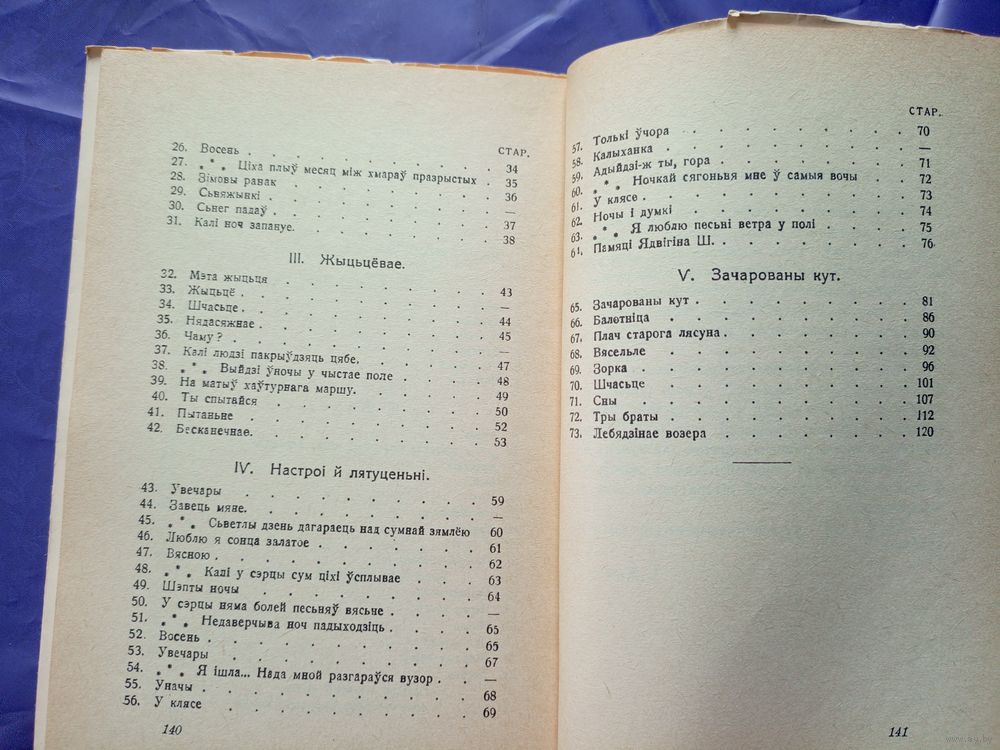 СТАР.
26. Восень . . . . . . . . . 34
27. * * * Ціха плыў месяц між хмараў празрыстых . 35
28. Зімовы ранак . . . . . . . . 36
29. Сьвяжынкі . . . . . . . . —
30. Сьнег падаў . . . . . . . . 37
31. Калі ноч запануе. . . . . . . . 38
III. Жыцьцёвае.
32. Мэта жыцьця . . . . . . . . 43
33. Жыцьцё . . . . . . . . .
34. Шчасьце . . . . . . . . . 44
35. Нядасяжнае . . . . . . . . 45
36. Чаму? . . . . . . . . . —
37. Калі людзі пакрыўдзяць цябе. . . . . 47
38. * * * Выйдзі ўночы у чыстае поле . . . . 48
39. На матыў хаўтурнага маршу. . . . . 49
40. Ты спытайся . . . . . . . . 50
41. Пытаньне . . . . . . . . 52
42. Бесканечнае. . . . . . . . . 53
IV. Настроі й лятуценьні.
43. Увечары . . . . . . . . 59
44. Завець мяне. . . . . . . . . —
45. * * * Сьветлы дзень дагараець над сумнай зямлёю 60
46. Люблю я сонца залатое . . . . . . 61
47. Вясною . . . . . . . . . 62
48. * * * Калі у сэрцы сум ціхі ўсплывае . . . 63
49. Шэпты ночы . . . . . . . . 64
50. У сэрцы няма болей песьняў вясьне . . . . —
51. * * * Недаверчыва ноч падыходзіць . . . . 65
52. Восень . . . . . . . . . 65
53. Увечары . . . . . . . . 67
54. * * * Я ішла... Нада мной разгараўся вузор . . —
55. Уначы . . . . . . . . . 68
56. У клясе . . . . . . . . 69
140
СТАР.
57. Толькі ўчора . . . . . . . . 70
58. Калыханка . . . . . . . . —
59. Адыйдзі-ж ты, гора . . . . . . 71
60. * * * Ночкай сягоньня мне ў самыя вочы . . 72
61. У клясе . . . . . . . . . 73
62. Ночы і думкі . . . . . . . . 74
63. * * * Я люблю песьні ветра у полі . . . . 75
64. Памяці Ядвігіна Ш. . . . . . . . 76
V. Зачарованы кут.
65. Зачарованы кут . . . . . . . 81
66. Балотніца . . . . . . . . 86
67. Плач старога лясуна . . . . . . . 90
68. Вясельле . . . . . . . . 92
69. Зорка . . . . . . . . . 96
70. Шчасьце . . . . . . . . 101
71. Сны . . . . . . . . . 107
72. Тры браты . . . . . . . . 112
73. Лебядзінае возера . . . . . . . 120
141